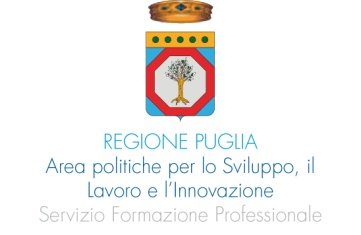 REGIONE PUGLIA
Area politiche per lo Sviluppo, il
Lavoro e l'Innovazione
Servizio Formazione Professionale